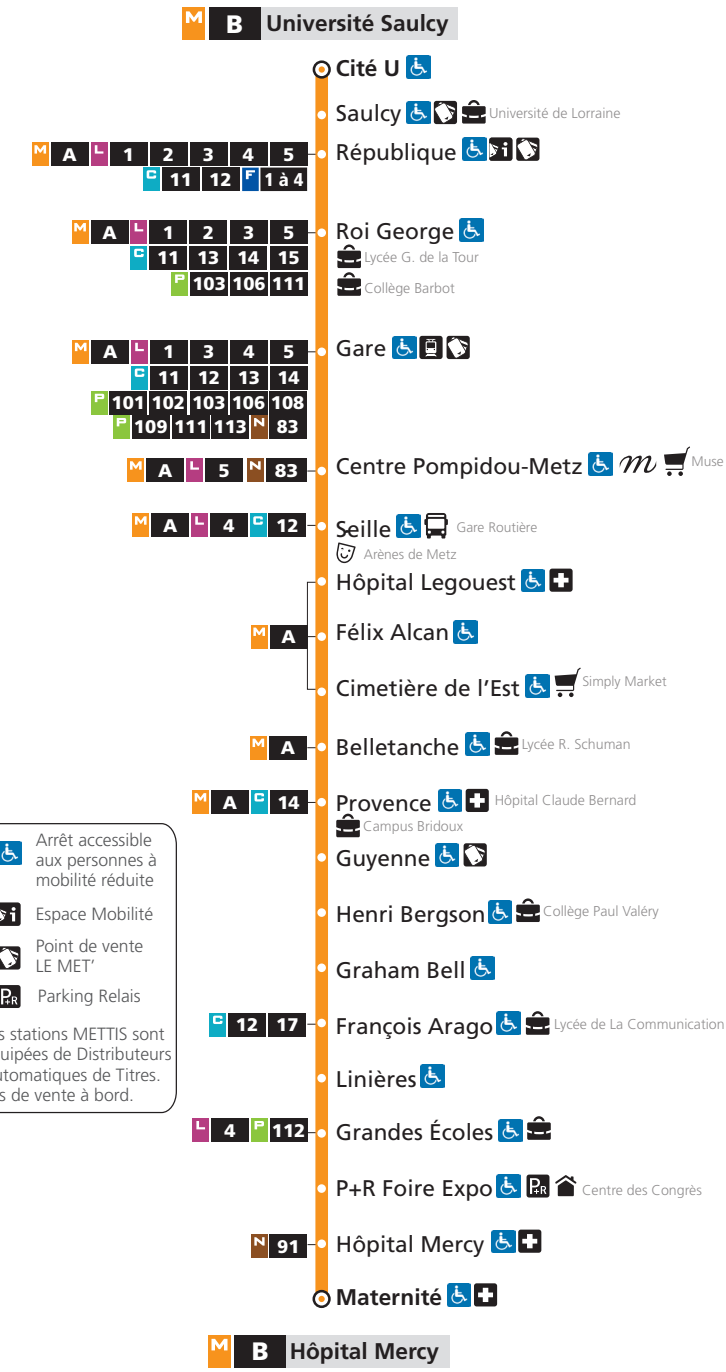 M B Université Saulcy
Cité U
Saulcy Université de Lorraine
M A L 1 2 3 4 5 République
C 11 12 F 1 à 4
M A L 1 2 3 5 Roi George
C 11 13 14 15 Lycée G. de la Tour
P 103 106 111 Collège Barbot
M A L 1 3 4 5 Gare
C 11 12 13 14
P 101 102 103 106 108
P 109 111 113 N 83
M A L 5 N 83 Centre Pompidou-Metz m Muse
M A L 4 C 12 Seille Gare Routière
Arènes de Metz
Hôpital Legouest
M A Félix Alcan
Cimetière de l'Est Simply Market
M A Belletanche Lycée R. Schuman
M A C 14 Provence Hôpital Claude Bernard
Campus Bridoux
Guyenne
Henri Bergson Collège Paul Valéry
Graham Bell
C 12 17 François Arago Lycée de La Communication
Linières
L 4 P 112 Grandes Écoles
P+R Foire Expo P+R Centre des Congrès
N 91 Hôpital Mercy
Maternité
M B Hôpital Mercy
Arrêt accessible
aux personnes à
mobilité réduite
i Espace Mobilité
Point de vente
LE MET'
P+R Parking Relais
s stations METTIS sont
uipées de Distributeurs
utomatiques de Titres.
s de vente à bord.